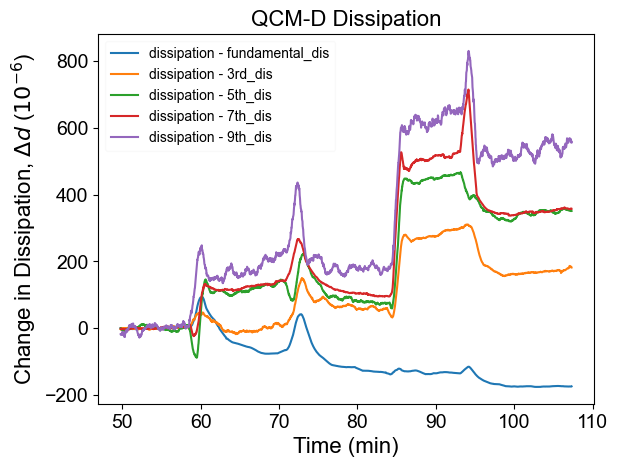 QCM-D Dissipation
Change in Dissipation, Δd (10⁻⁶)
800
600
400
200
0
−200
dissipation - fundamental_dis
dissipation - 3rd_dis
dissipation - 5th_dis
dissipation - 7th_dis
dissipation - 9th_dis
50 60 70 80 90 100 110
Time (min)